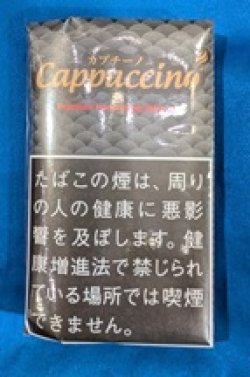 カプチーノ
Cappuccino
たばこの煙は、周り
の人の健康に悪影
響を及ぼします。健
康増進法で禁じられ
ている場所では喫煙
できません。